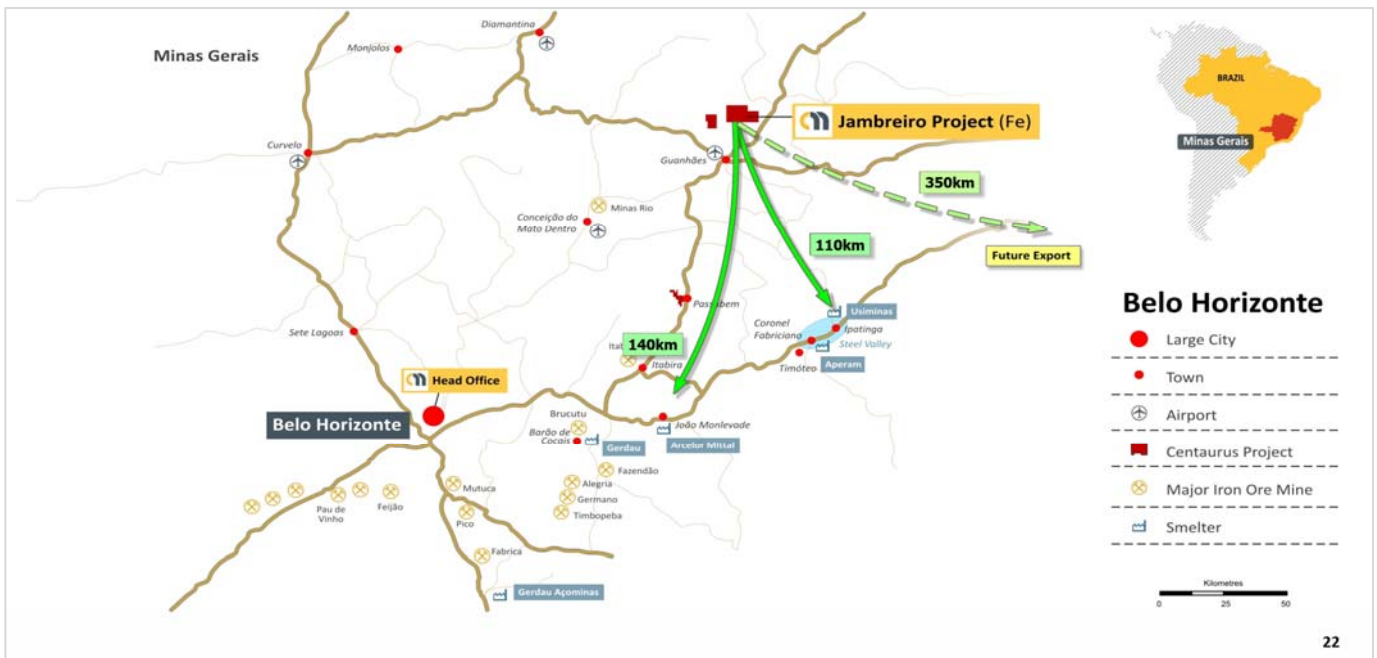 Diamantina
Minas Gerais
Monjolos
BRAZIL
Jambreiro Project (Fe)
Minas Gerais
Curvelo
Guanhães
350km
Minas Rio
Conceição do
Mato Dentro
110km
Future Export
Passabem
Belo Horizonte
Usiminas
Coronel
Fabriciano
Ipatinga
Steel Valley
Sete Lagoas
140km
Large City
Timóteo
Aperam
Itabira
Head Office
Town
Airport
Belo Horizonte
Brucutu
João Monlevade
Barão de
Cocais
Gerdau
Arcelor Mittal
Centaurus Project
Fazendão
Mutuca
Alegria
Major Iron Ore Mine
Pau de
Vinho
Feijão
Germano
Timbopeba
Pico
Smelter
Fabrica
Kilometres
Gerdau Açominas
0 25 50
22